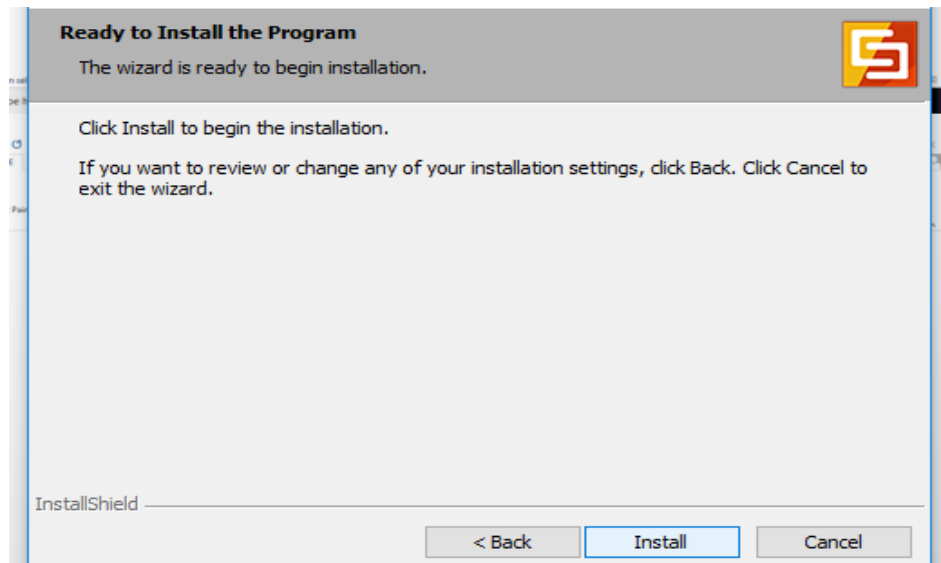 Ready to Install the Program
The wizard is ready to begin installation.
Click Install to begin the installation.
If you want to review or change any of your installation settings, click Back. Click Cancel to
exit the wizard.
InstallShield
< Back Install Cancel